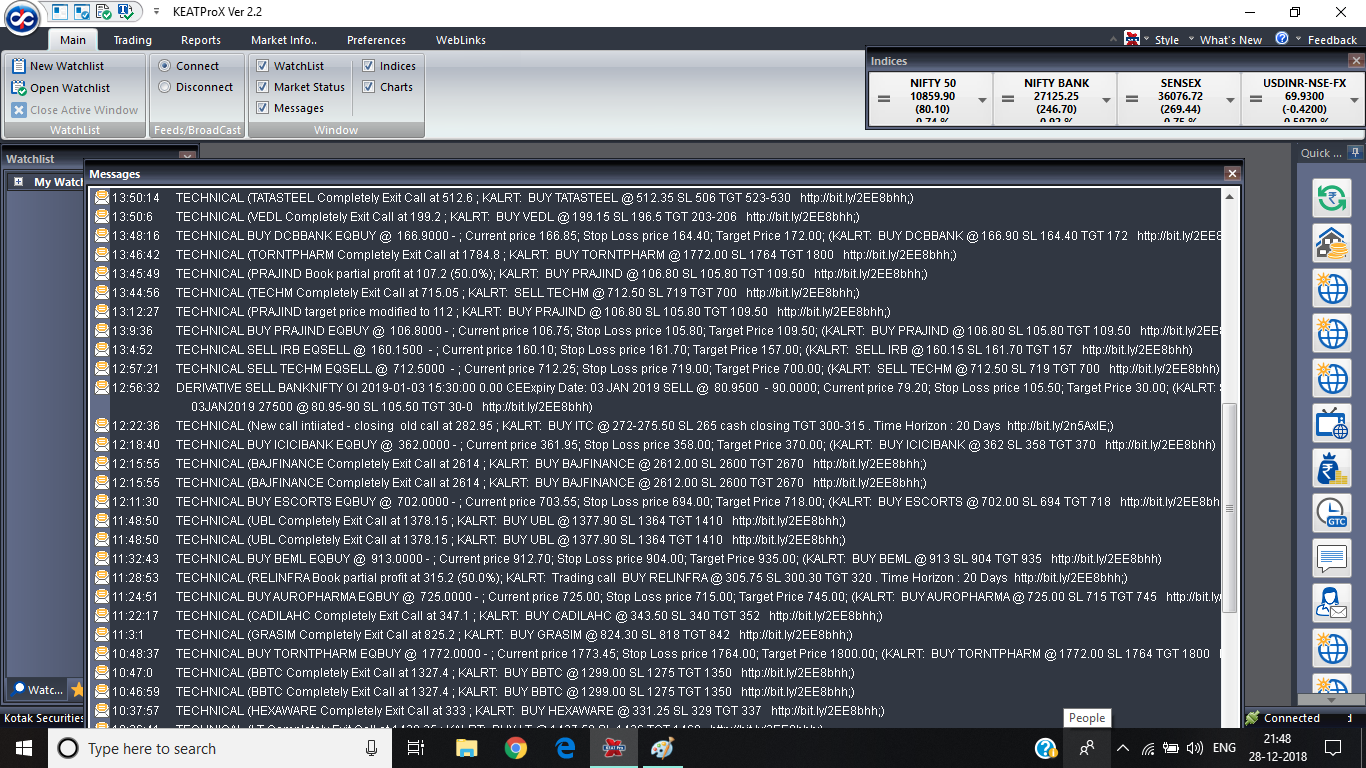 KEATProX Ver 2.2
Main Trading Reports Market Info.. Preferences WebLinks
Style What's New Feedback
New Watchlist
Open Watchlist
Close Active Window
WatchList
Connect
Disconnect
Feeds/BroadCast
WatchList Indices
Market Status Charts
Messages
Window
Indices
NIFTY 50
10859.90
(80.10)
0.74 %
NIFTY BANK
27125.25
(246.70)
0.92 %
SENSEX
36076.72
(269.44)
0.75 %
USDINR-NSE-FX
69.9300
(-0.4200)
0.5970 %
Watchlist
My Watcl
Quick ...
Messages
13:50:14 TECHNICAL (TATASTEEL Completely Exit Call at 512.6 ; KALRT: BUY TATASTEEL @ 512.35 SL 506 TGT 523-530 http://bit.ly/2EE8bhh;)
13:50:6 TECHNICAL (VEDL Completely Exit Call at 199.2 ; KALRT: BUY VEDL @ 199.15 SL 196.5 TGT 203-206 http://bit.ly/2EE8bhh;)
13:48:16 TECHNICAL BUY DCBBANK EQBUY @ 166.9000 - ; Current price 166.85; Stop Loss price 164.40; Target Price 172.00; (KALRT: BUY DCBBANK @ 166.90 SL 164.40 TGT 172 http://bit.ly/2EE8
13:46:42 TECHNICAL (TORNTPHARM Completely Exit Call at 1784.8 ; KALRT: BUY TORNTPHARM @ 1772.00 SL 1764 TGT 1800 http://bit.ly/2EE8bhh;)
13:45:49 TECHNICAL (PRAJIND Book partial profit at 107.2 (50.0%); KALRT: BUY PRAJIND @ 106.80 SL 105.80 TGT 109.50 http://bit.ly/2EE8bhh;)
13:44:56 TECHNICAL (TECHM Completely Exit Call at 715.05 ; KALRT: SELL TECHM @ 712.50 SL 719 TGT 700 http://bit.ly/2EE8bhh;)
13:12:27 TECHNICAL (PRAJIND target price modified to 112 ; KALRT: BUY PRAJIND @ 106.80 SL 105.80 TGT 109.50 http://bit.ly/2EE8bhh;)
13:9:36 TECHNICAL BUY PRAJIND EQBUY @ 106.8000 - ; Current price 106.75; Stop Loss price 105.80; Target Price 109.50; (KALRT: BUY PRAJIND @ 106.80 SL 105.80 TGT 109.50 http://bit.ly/2EE8
13:4:52 TECHNICAL SELL IRB EQSELL @ 160.1500 - ; Current price 160.10; Stop Loss price 161.70; Target Price 157.00; (KALRT: SELL IRB @ 160.15 SL 161.70 TGT 157 http://bit.ly/2EE8bhh)
12:57:21 TECHNICAL SELL TECHM EQSELL @ 712.5000 - ; Current price 712.25; Stop Loss price 719.00; Target Price 700.00; (KALRT: SELL TECHM @ 712.50 SL 719 TGT 700 http://bit.ly/2EE8bhh)
12:56:32 DERIVATIVE SELL BANKNIFTY OI 2019-01-03 15:30:00 0.00 CEExpiry Date: 03 JAN 2019 SELL @ 80.9500 - 90.0000; Current price 79.20; Stop Loss price 105.50; Target Price 30.00; (KALRT:
03JAN2019 27500 @ 80.95-90 SL 105.50 TGT 30-0 http://bit.ly/2EE8bhh)
12:22:36 TECHNICAL (New call intiiated - closing old call at 282.95 ; KALRT: BUY ITC @ 272-275.50 SL 265 cash closing TGT 300-315 . Time Horizon : 20 Days http://bit.ly/2n5AxlE;)
12:18:40 TECHNICAL BUY ICICIBANK EQBUY @ 362.0000 - ; Current price 361.95; Stop Loss price 358.00; Target Price 370.00; (KALRT: BUY ICICIBANK @ 362 SL 358 TGT 370 http://bit.ly/2EE8bhh)
12:15:55 TECHNICAL (BAJFINANCE Completely Exit Call at 2614 ; KALRT: BUY BAJFINANCE @ 2612.00 SL 2600 TGT 2670 http://bit.ly/2EE8bhh;)
12:15:55 TECHNICAL (BAJFINANCE Completely Exit Call at 2614 ; KALRT: BUY BAJFINANCE @ 2612.00 SL 2600 TGT 2670 http://bit.ly/2EE8bhh;)
12:11:30 TECHNICAL BUY ESCORTS EQBUY @ 702.0000 - ; Current price 703.55; Stop Loss price 694.00; Target Price 718.00; (KALRT: BUY ESCORTS @ 702.00 SL 694 TGT 718 http://bit.ly/2EE8bhh
11:48:50 TECHNICAL (UBL Completely Exit Call at 1378.15 ; KALRT: BUY UBL @ 1377.90 SL 1364 TGT 1410 http://bit.ly/2EE8bhh;)
11:48:50 TECHNICAL (UBL Completely Exit Call at 1378.15 ; KALRT: BUY UBL @ 1377.90 SL 1364 TGT 1410 http://bit.ly/2EE8bhh;)
11:32:43 TECHNICAL BUY BEML EQBUY @ 913.0000 - ; Current price 912.70; Stop Loss price 904.00; Target Price 935.00; (KALRT: BUY BEML @ 913 SL 904 TGT 935 http://bit.ly/2EE8bhh)
11:28:53 TECHNICAL (RELINFRA Book partial profit at 315.2 (50.0%); KALRT: Trading call BUY RELINFRA @ 305.75 SL 300.30 TGT 320 . Time Horizon : 20 Days http://bit.ly/2EE8bhh;)
11:24:51 TECHNICAL BUY AUROPHARMA EQBUY @ 725.0000 - ; Current price 725.00; Stop Loss price 715.00; Target Price 745.00; (KALRT: BUY AUROPHARMA @ 725.00 SL 715 TGT 745 http://bit.ly/
11:22:17 TECHNICAL (CADILAHC Completely Exit Call at 347.1 ; KALRT: BUY CADILAHC @ 343.50 SL 340 TGT 352 http://bit.ly/2EE8bhh;)
11:3:1 TECHNICAL (GRASIM Completely Exit Call at 825.2 ; KALRT: BUY GRASIM @ 824.30 SL 818 TGT 842 http://bit.ly/2EE8bhh;)
10:48:37 TECHNICAL BUY TORNTPHARM EQBUY @ 1772.0000 - ; Current price 1773.45; Stop Loss price 1764.00; Target Price 1800.00; (KALRT: BUY TORNTPHARM @ 1772.00 SL 1764 TGT 1800
10:47:0 TECHNICAL (BBTC Completely Exit Call at 1327.4 ; KALRT: BUY BBTC @ 1299.00 SL 1275 TGT 1350 http://bit.ly/2EE8bhh;)
10:46:59 TECHNICAL (BBTC Completely Exit Call at 1327.4 ; KALRT: BUY BBTC @ 1299.00 SL 1275 TGT 1350 http://bit.ly/2EE8bhh;)
10:37:57 TECHNICAL (HEXAWARE Completely Exit Call at 333 ; KALRT: BUY HEXAWARE @ 331.25 SL 329 TGT 337 http://bit.ly/2EE8bhh;)
GTC
Watc...
Kotak Securities
Connected
People
Type here to search
ENG
21:48
28-12-2018